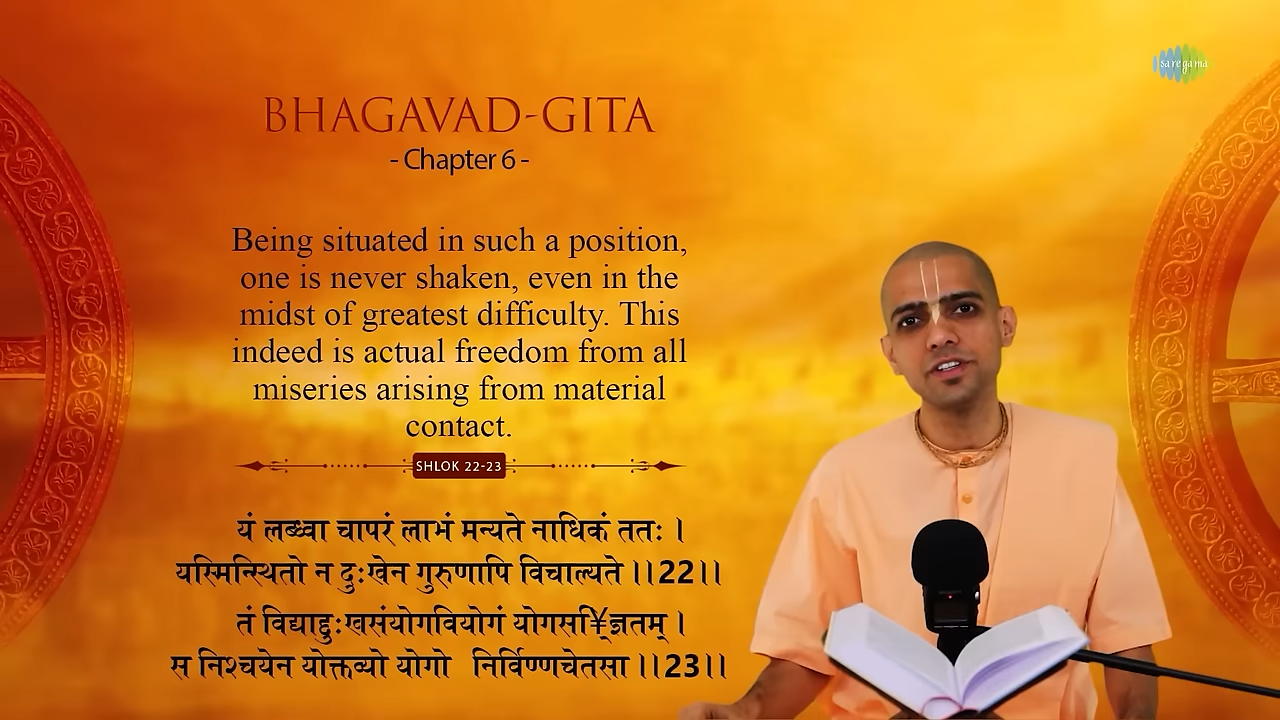 saregama
BHAGAVAD-GITA
- Chapter 6 -
Being situated in such a position,
one is never shaken, even in the
midst of greatest difficulty. This
indeed is actual freedom from all
miseries arising from material
contact.
SHLOK 22-23
यं लब्ध्वा चापरं लाभं मन्यते नाधिकं ततः ।
यस्मिन्स्थितो न दुःखेन गुरुणापि विचाल्यते ।।22।।
तं विद्याद्दुःखसंयोगवियोगं योगसि¥ज्ञतम् ।
स निश्चयेन योक्तव्यो योगो निर्विण्णचेतसा ।।23।।